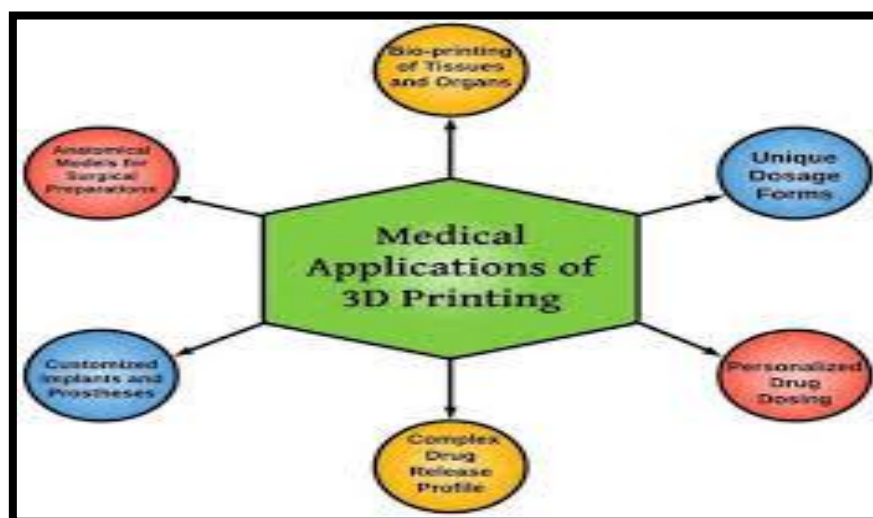 Bio-printing
of Tissues
and Organs
Anatomical
Models for
Surgical
Preparations
Unique
Dosage
Forms
Medical
Applications of
3D Printing
Customized
Implants and
Prostheses
Personalized
Drug
Dosing
Complex
Drug
Release
Profile